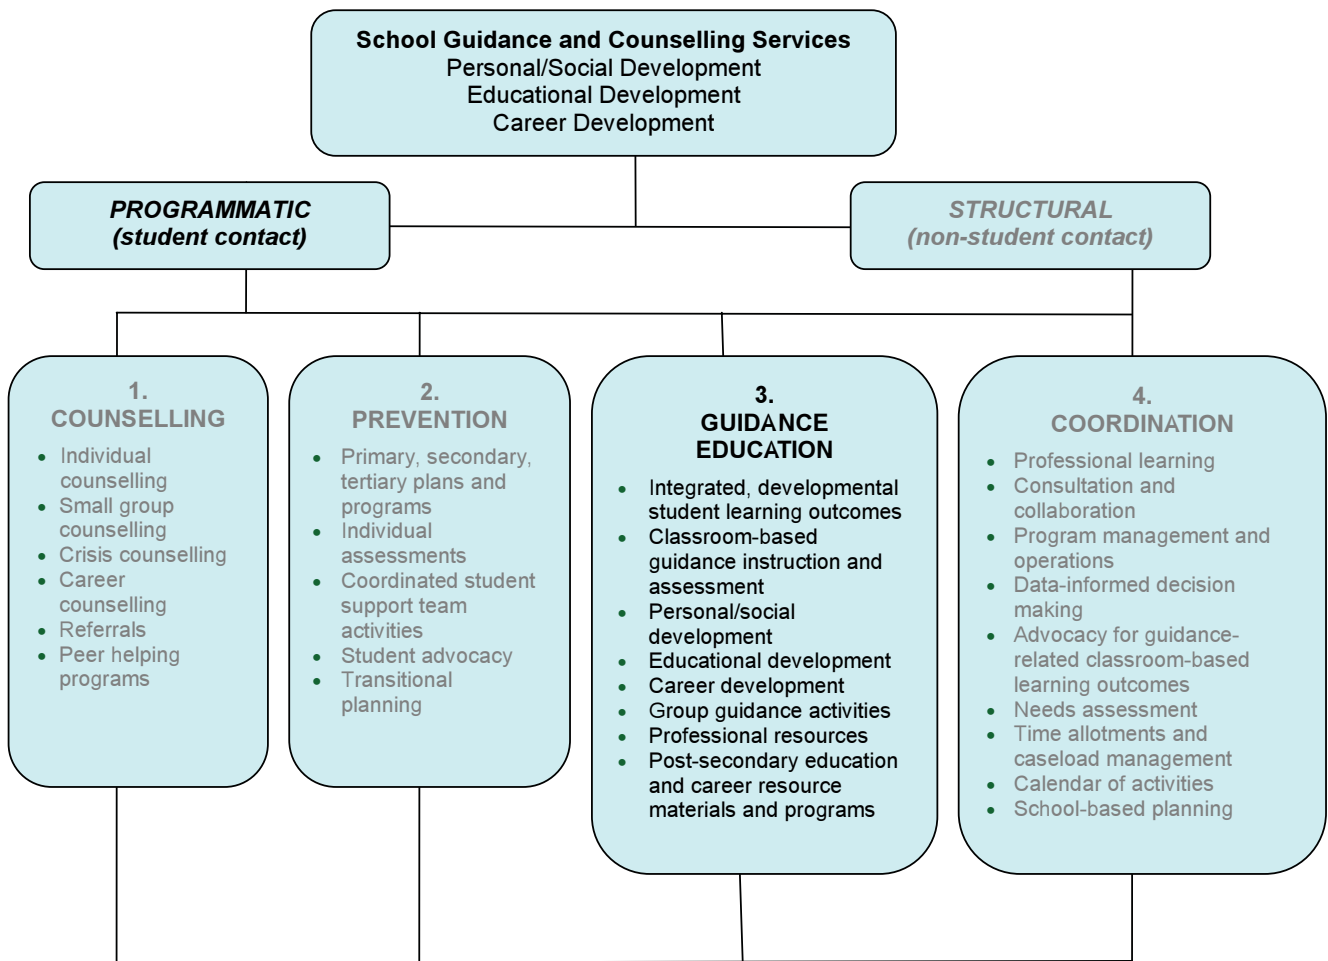 School Guidance and Counselling Services
Personal/Social Development
Educational Development
Career Development
PROGRAMMATIC
(student contact)
STRUCTURAL
(non-student contact)
1.
COUNSELLING
• Individual
counselling
• Small group
counselling
• Crisis counselling
• Career
counselling
• Referrals
• Peer helping
programs
2.
PREVENTION
• Primary, secondary,
tertiary plans and
programs
• Individual
assessments
• Coordinated student
support team
activities
• Student advocacy
• Transitional
planning
3.
GUIDANCE
EDUCATION
• Integrated, developmental
student learning outcomes
• Classroom-based
guidance instruction and
assessment
• Personal/social
development
• Educational development
• Career development
• Group guidance activities
• Professional resources
• Post-secondary education
and career resource
materials and programs
4.
COORDINATION
• Professional learning
• Consultation and
collaboration
• Program management and
operations
• Data-informed decision
making
• Advocacy for guidance-
related classroom-based
learning outcomes
• Needs assessment
• Time allotments and
caseload management
• Calendar of activities
• School-based planning